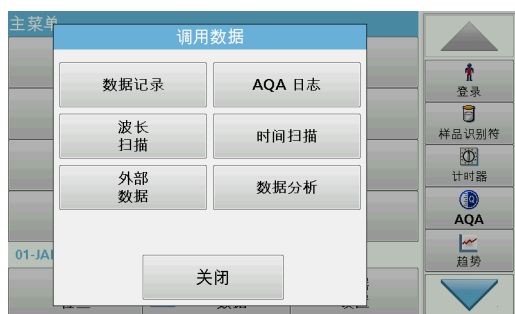 主菜单
调用数据
数据记录
AQA 日志
波长
扫描
时间扫描
外部
数据
数据分析
关闭
01-JA
登录
样品识别符
计时器
AQA
趋势